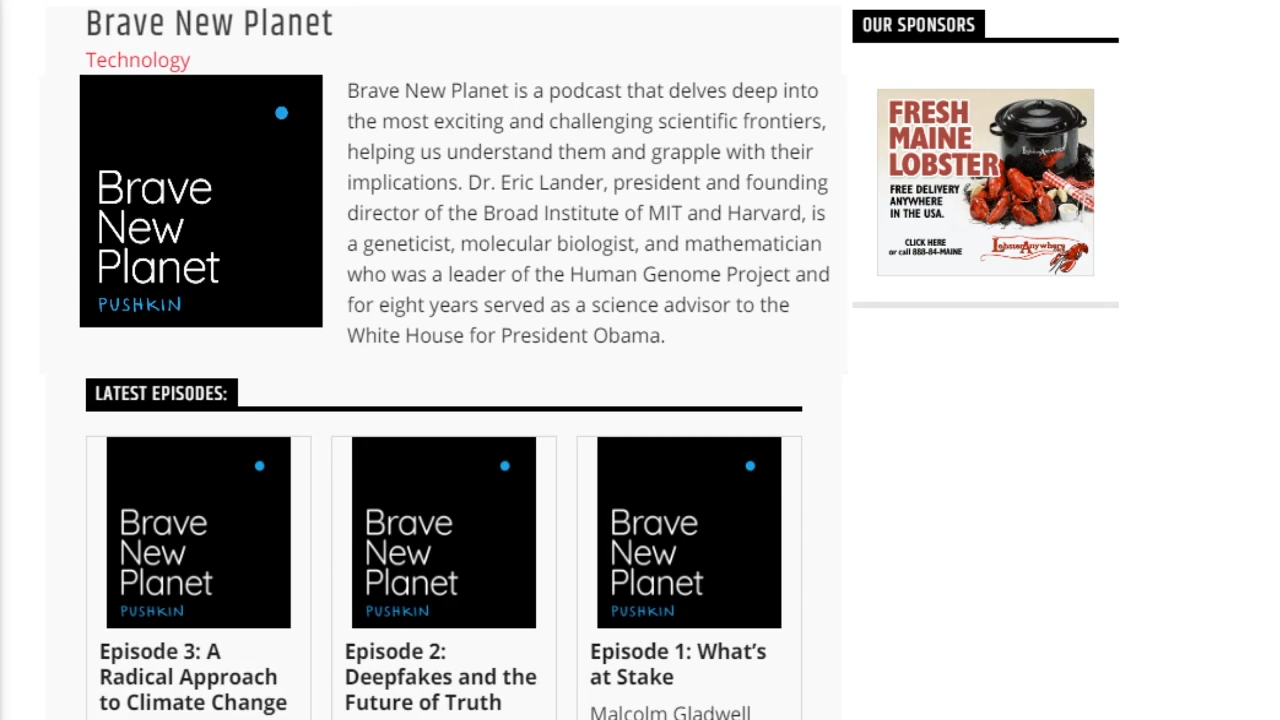 Brave New Planet
Technology
Brave
New
Planet
PUSHKIN
Brave New Planet is a podcast that delves deep into
the most exciting and challenging scientific frontiers,
helping us understand them and grapple with their
implications. Dr. Eric Lander, president and founding
director of the Broad Institute of MIT and Harvard, is
a geneticist, molecular biologist, and mathematician
who was a leader of the Human Genome Project and
for eight years served as a science advisor to the
White House for President Obama.
OUR SPONSORS
FRESH
MAINE
LOBSTER
FREE DELIVERY
ANYWHERE
IN THE USA.
CLICK HERE
or call 888-84-MAINE
LobsterAnywhere
LATEST EPISODES:
Brave
New
Planet
PUSHKIN
Episode 3: A
Radical Approach
to Climate Change
Brave
New
Planet
PUSHKIN
Episode 2:
Deepfakes and the
Future of Truth
Brave
New
Planet
PUSHKIN
Episode 1: What’s
at Stake
Malcolm Gladwell